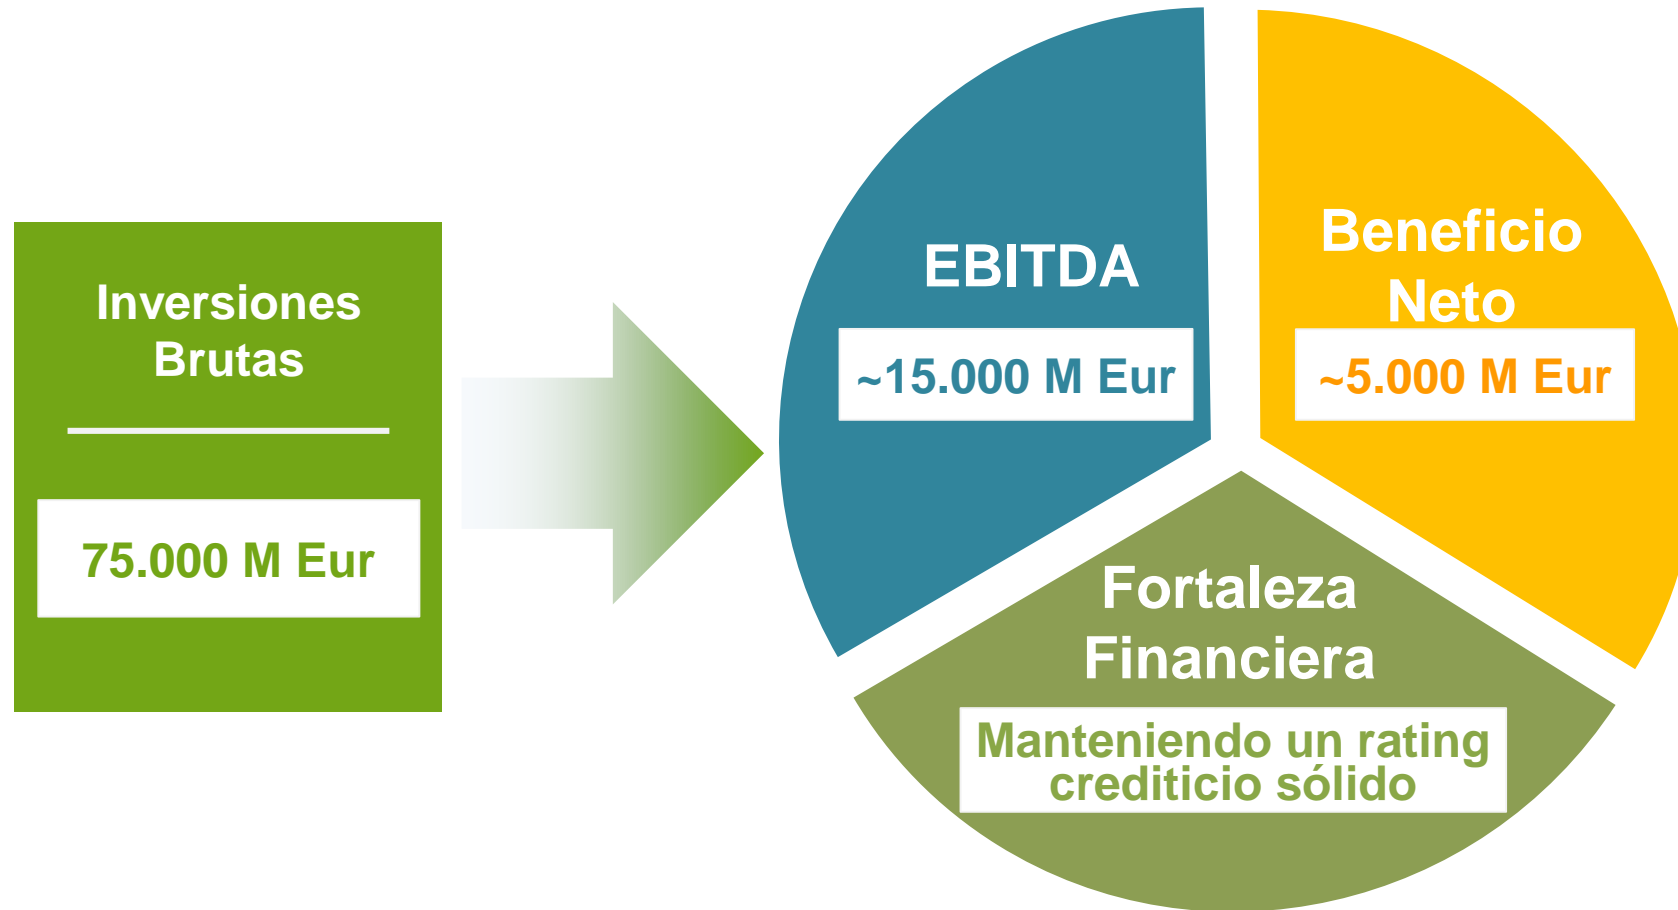 Inversiones
Brutas
75.000 M Eur
EBITDA
~15.000 M Eur
Beneficio
Neto
~5.000 M Eur
Fortaleza
Financiera
Manteniendo un rating
crediticio sólido